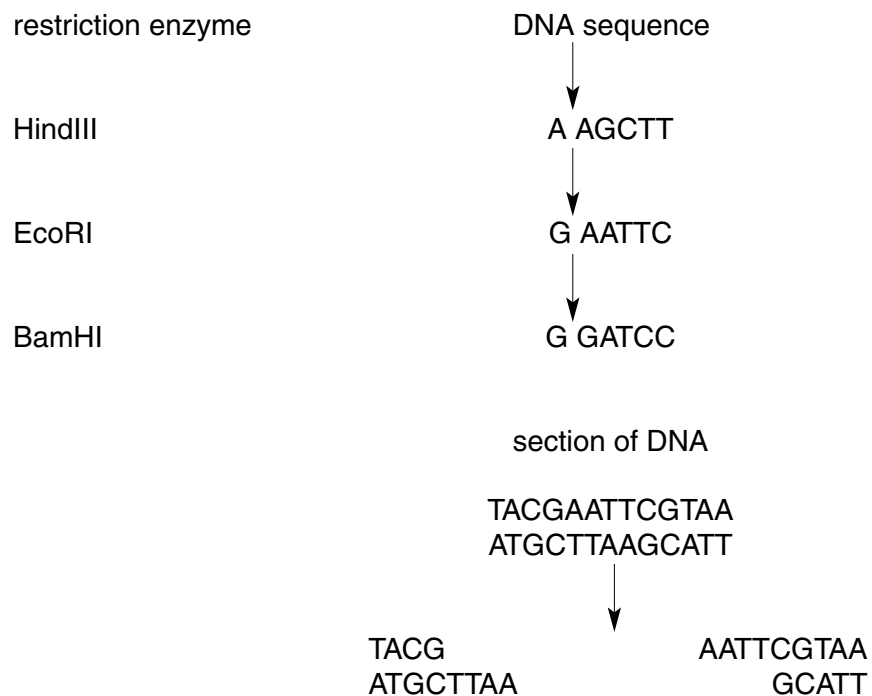 restriction enzyme DNA sequence
HindIII A AGCTT
EcoRI G AATTC
BamHI G GATCC
section of DNA
TACGAATTCGTAA
ATGCTTAAGCATT
TACG AATTCGTAA
ATGCTTAA GCATT